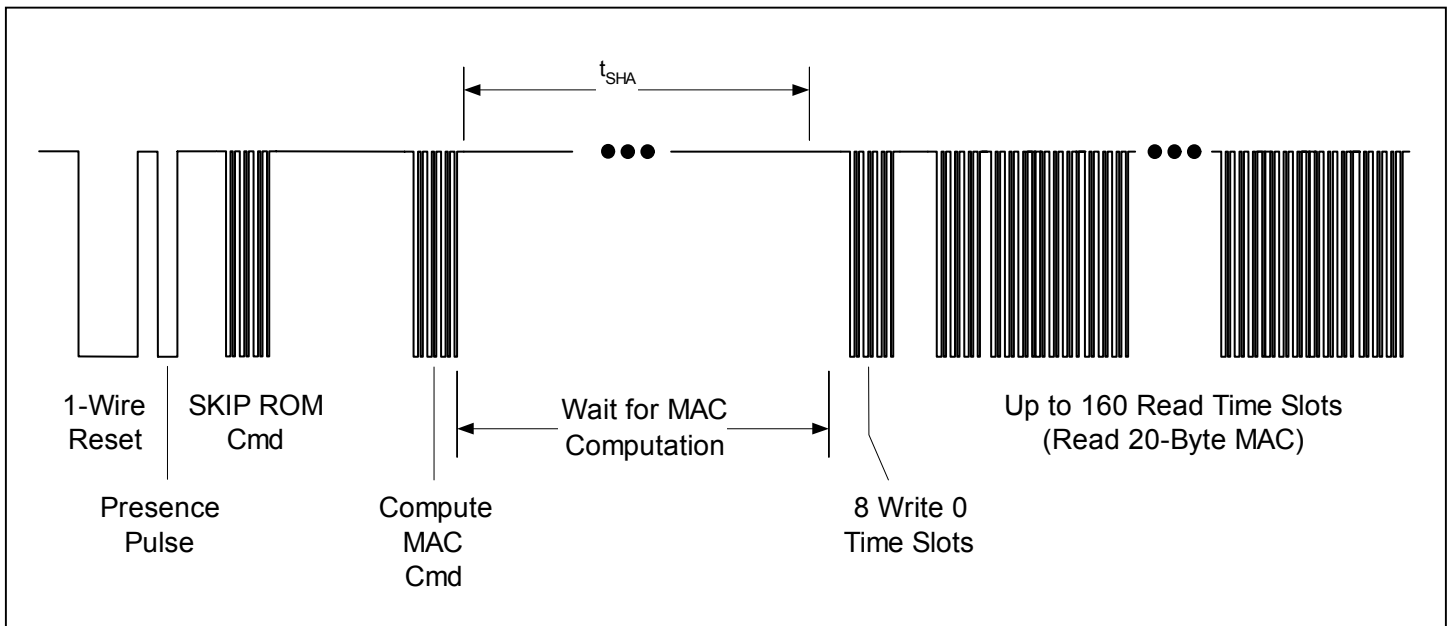 tSHA
1-Wire
Reset
SKIP ROM
Cmd
Wait for MAC
Computation
Up to 160 Read Time Slots
(Read 20-Byte MAC)
Presence
Pulse
Compute
MAC
Cmd
8 Write 0
Time Slots